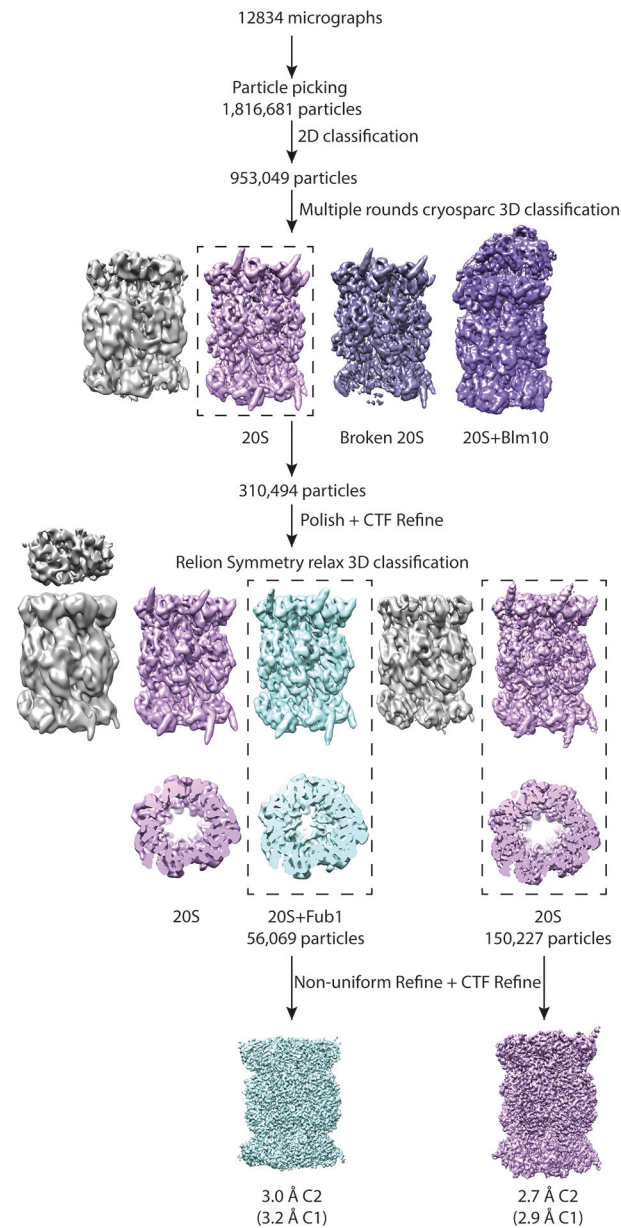 12834 micrographs
Particle picking
1,816,681 particles
2D classification
953,049 particles
Multiple rounds cryosparc 3D classification
20S
Broken 20S
20S+Blm10
310,494 particles
Polish + CTF Refine
Relion Symmetry relax 3D classification
20S
20S+Fub1
56,069 particles
20S
150,227 particles
Non-uniform Refine + CTF Refine
3.0 Å C2
(3.2 Å C1)
2.7 Å C2
(2.9 Å C1)